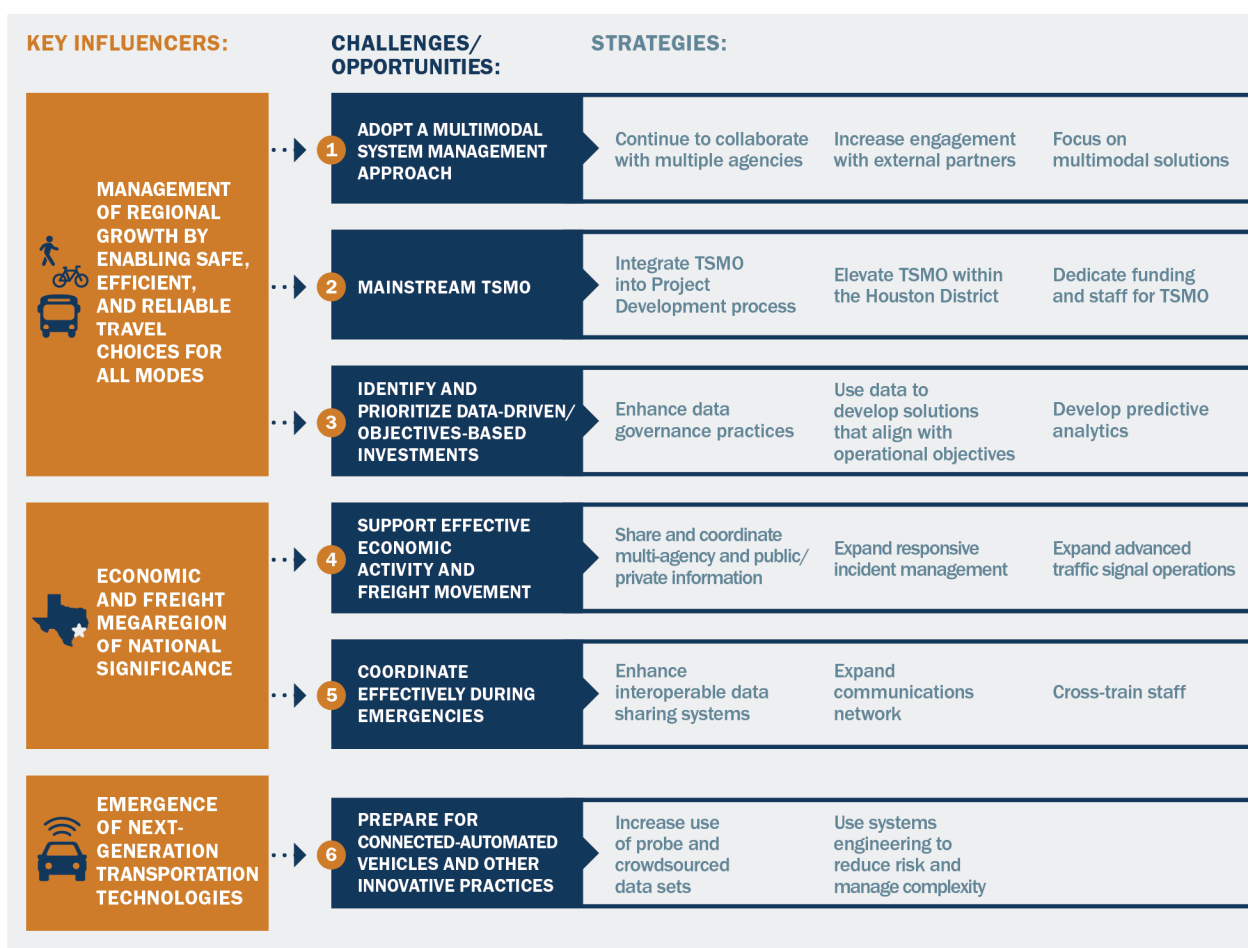 KEY INFLUENCERS:
CHALLENGES/
OPPORTUNITIES:
STRATEGIES:
MANAGEMENT
OF REGIONAL
GROWTH BY
ENABLING SAFE,
EFFICIENT,
AND RELIABLE
TRAVEL
CHOICES FOR
ALL MODES
1
ADOPT A MULTIMODAL
SYSTEM MANAGEMENT
APPROACH
Continue to collaborate
with multiple agencies
Increase engagement
with external partners
Focus on
multimodal solutions
2
MAINSTREAM TSMO
Integrate TSMO
into Project
Development process
Elevate TSMO within
the Houston District
Dedicate funding
and staff for TSMO
3
IDENTIFY AND
PRIORITIZE DATA-DRIVEN/
OBJECTIVES-BASED
INVESTMENTS
Enhance data
governance practices
Use data to
develop solutions
that align with
operational objectives
Develop predictive
analytics
ECONOMIC
AND FREIGHT
MEGAREGION
OF NATIONAL
SIGNIFICANCE
4
SUPPORT EFFECTIVE
ECONOMIC
ACTIVITY AND
FREIGHT MOVEMENT
Share and coordinate
multi-agency and public/
private information
Expand responsive
incident management
Expand advanced
traffic signal operations
5
COORDINATE
EFFECTIVELY DURING
EMERGENCIES
Enhance
interoperable data
sharing systems
Expand
communications
network
Cross-train staff
EMERGENCE
OF NEXT-
GENERATION
TRANSPORTATION
TECHNOLOGIES
6
PREPARE FOR
CONNECTED-AUTOMATED
VEHICLES AND OTHER
INNOVATIVE PRACTICES
Increase use
of probe and
crowdsourced
data sets
Use systems
engineering to
reduce risk and
manage complexity